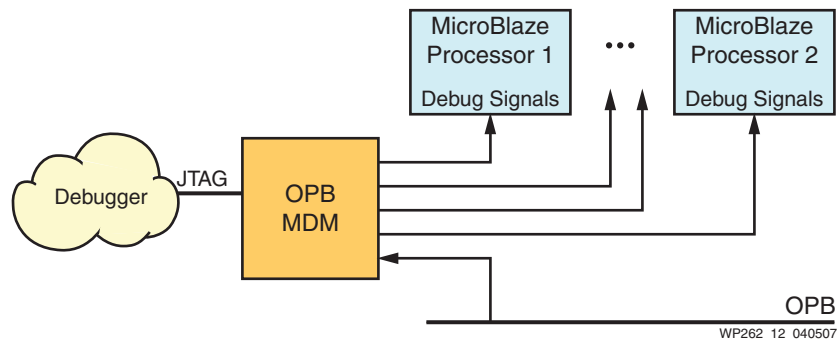 MicroBlaze
Processor 1
Debug Signals
...
MicroBlaze
Processor 2
Debug Signals
Debugger
JTAG
OPB
MDM
OPB
WP262_12_040507